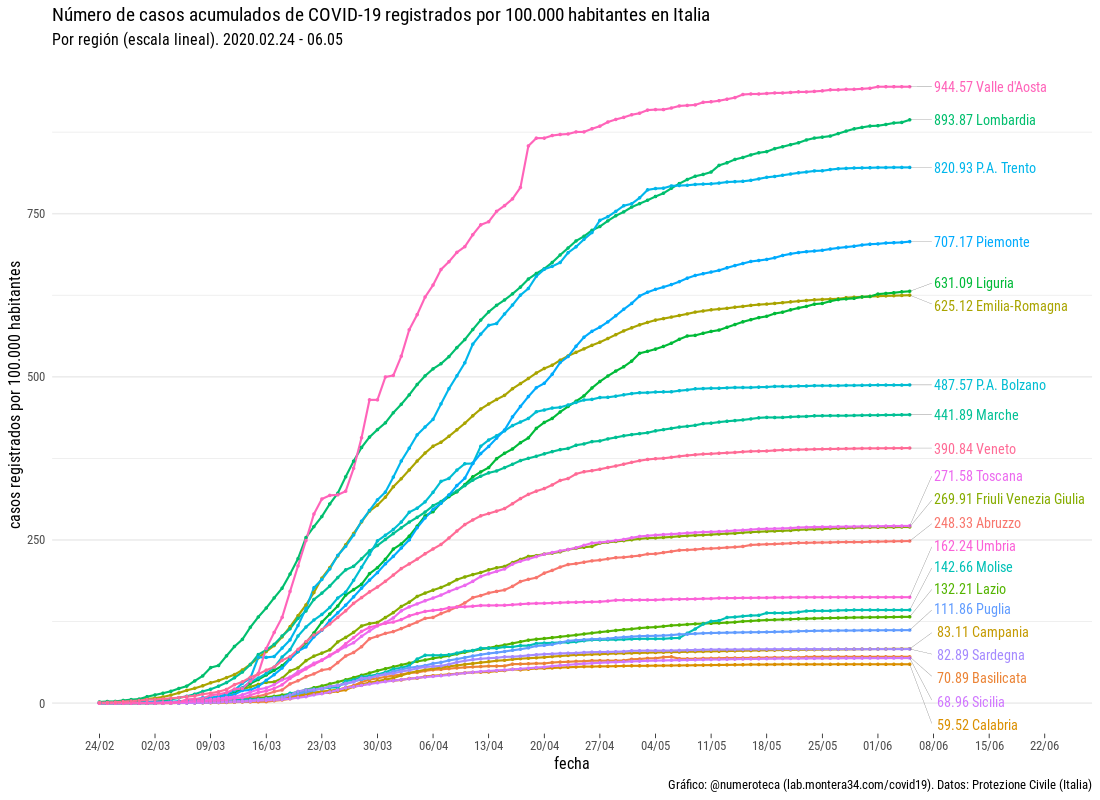 Número de casos acumulados de COVID-19 registrados por 100.000 habitantes en Italia
Por región (escala lineal). 2020.02.24 - 06.05
casos registrados por 100.000 habitantes
750
500
250
0
944.57 Valle d'Aosta
893.87 Lombardia
820.93 P.A. Trento
707.17 Piemonte
631.09 Liguria
625.12 Emilia-Romagna
487.57 P.A. Bolzano
441.89 Marche
390.84 Veneto
271.58 Toscana
269.91 Friuli Venezia Giulia
248.33 Abruzzo
162.24 Umbria
142.66 Molise
132.21 Lazio
111.86 Puglia
83.11 Campania
82.89 Sardegna
70.89 Basilicata
68.96 Sicilia
59.52 Calabria
24/02 02/03 09/03 16/03 23/03 30/03 06/04 13/04 20/04 27/04 04/05 11/05 18/05 25/05 01/06 08/06 15/06 22/06
fecha
Gráfico: @numeroteca (lab.montera34.com/covid19). Datos: Protezione Civile (Italia)